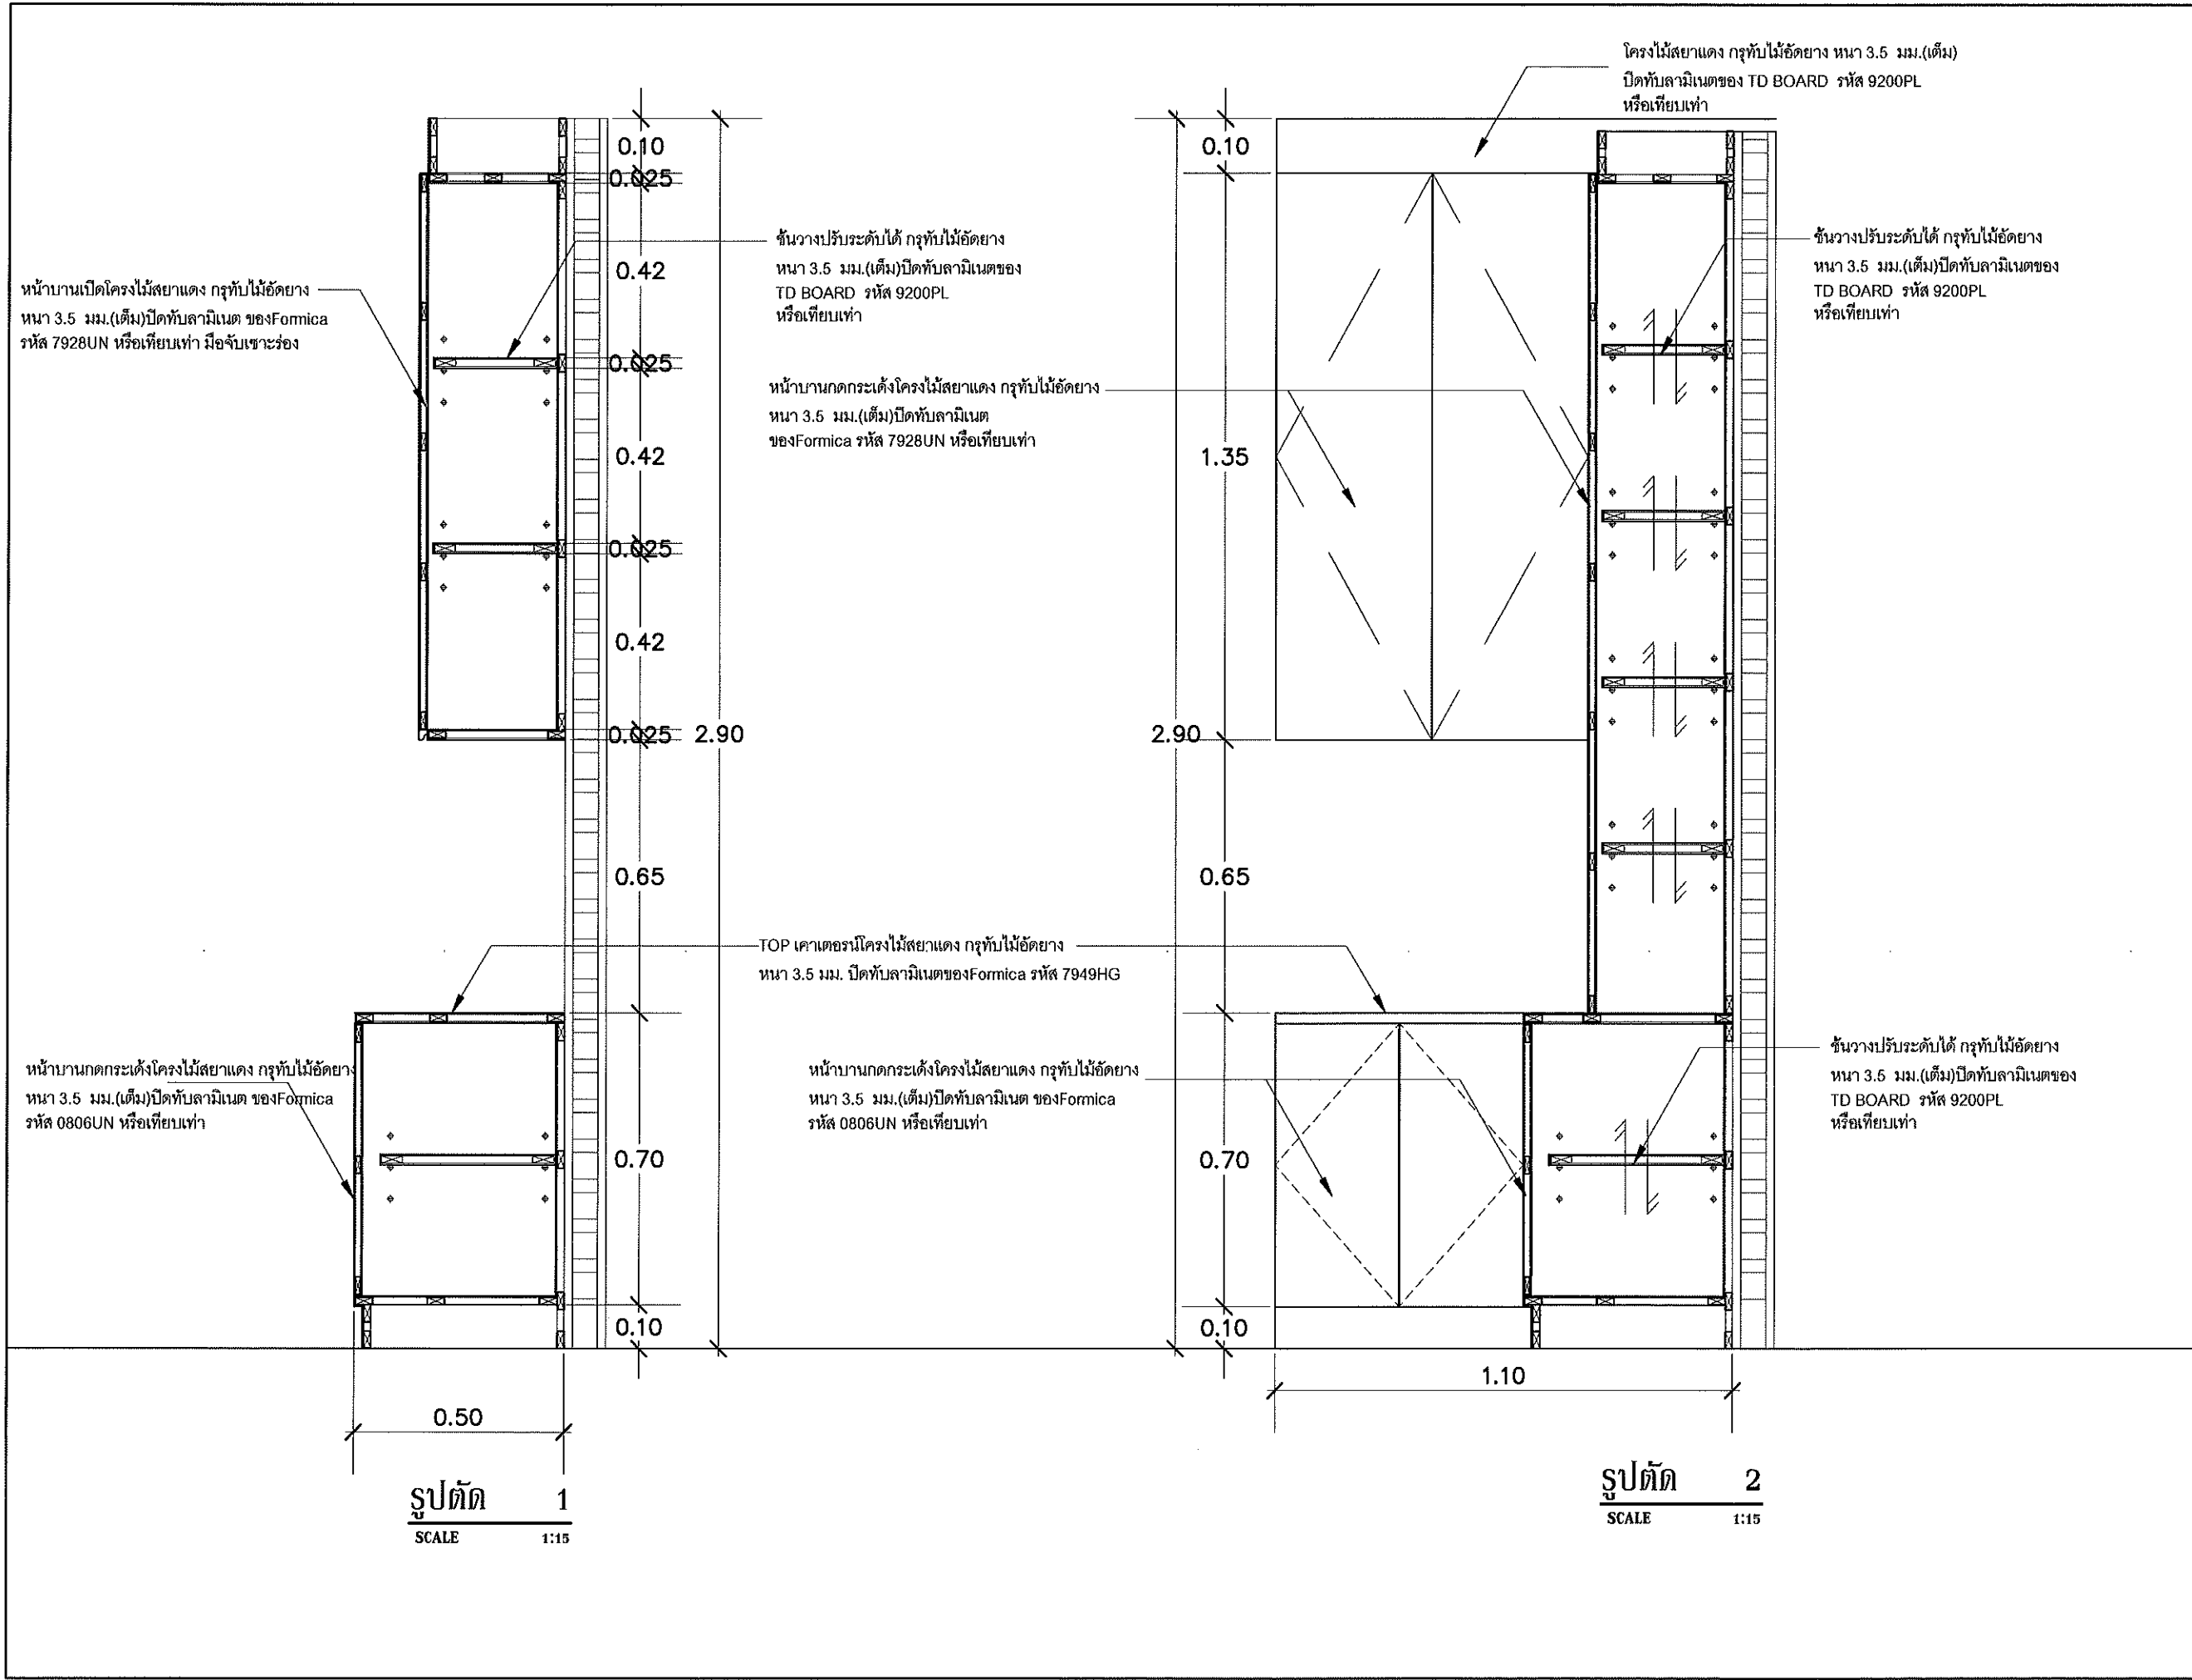 โครงไม้สยาแดง กรุทับไม้อัดยาง หนา 3.5 มม.(เต็ม)
ปิดทับลามิเนตของ TD BOARD รหัส 9200PL
หรือเทียบเท่า
0.10
0.025
0.42
0.025
0.42
0.025
0.42
0.025
2.90
0.65
0.70
0.10
0.50
หน้าบานเปิดโครงไม้สยาแดง กรุทับไม้อัดยาง
หนา 3.5 มม.(เต็ม)ปิดทับลามิเนต ของFormica
รหัส 7928UN หรือเทียบเท่า มือจับเซาะร่อง
ชั้นวางปรับระดับได้ กรุทับไม้อัดยาง
หนา 3.5 มม.(เต็ม)ปิดทับลามิเนตของ
TD BOARD รหัส 9200PL
หรือเทียบเท่า
หน้าบานกดกระเด้งโครงไม้สยาแดง กรุทับไม้อัดยาง
หนา 3.5 มม.(เต็ม)ปิดทับลามิเนต
ของFormica รหัส 7928UN หรือเทียบเท่า
TOP เคาเตอรน์โครงไม้สยาแดง กรุทับไม้อัดยาง
หนา 3.5 มม. ปิดทับลามิเนตของFormica รหัส 7949HG
หน้าบานกดกระเด้งโครงไม้สยาแดง กรุทับไม้อัดยาง
หนา 3.5 มม.(เต็ม)ปิดทับลามิเนต ของFormica
รหัส 0806UN หรือเทียบเท่า
หน้าบานกดกระเด้งโครงไม้สยาแดง กรุทับไม้อัดยาง
หนา 3.5 มม.(เต็ม)ปิดทับลามิเนต ของFormica
รหัส 0806UN หรือเทียบเท่า
0.10
1.35
2.90
0.65
0.70
0.10
1.10
ชั้นวางปรับระดับได้ กรุทับไม้อัดยาง
หนา 3.5 มม.(เต็ม)ปิดทับลามิเนตของ
TD BOARD รหัส 9200PL
หรือเทียบเท่า
ชั้นวางปรับระดับได้ กรุทับไม้อัดยาง
หนา 3.5 มม.(เต็ม)ปิดทับลามิเนตของ
TD BOARD รหัส 9200PL
หรือเทียบเท่า
รูปตัด 1
SCALE 1:15
รูปตัด 2
SCALE 1:15